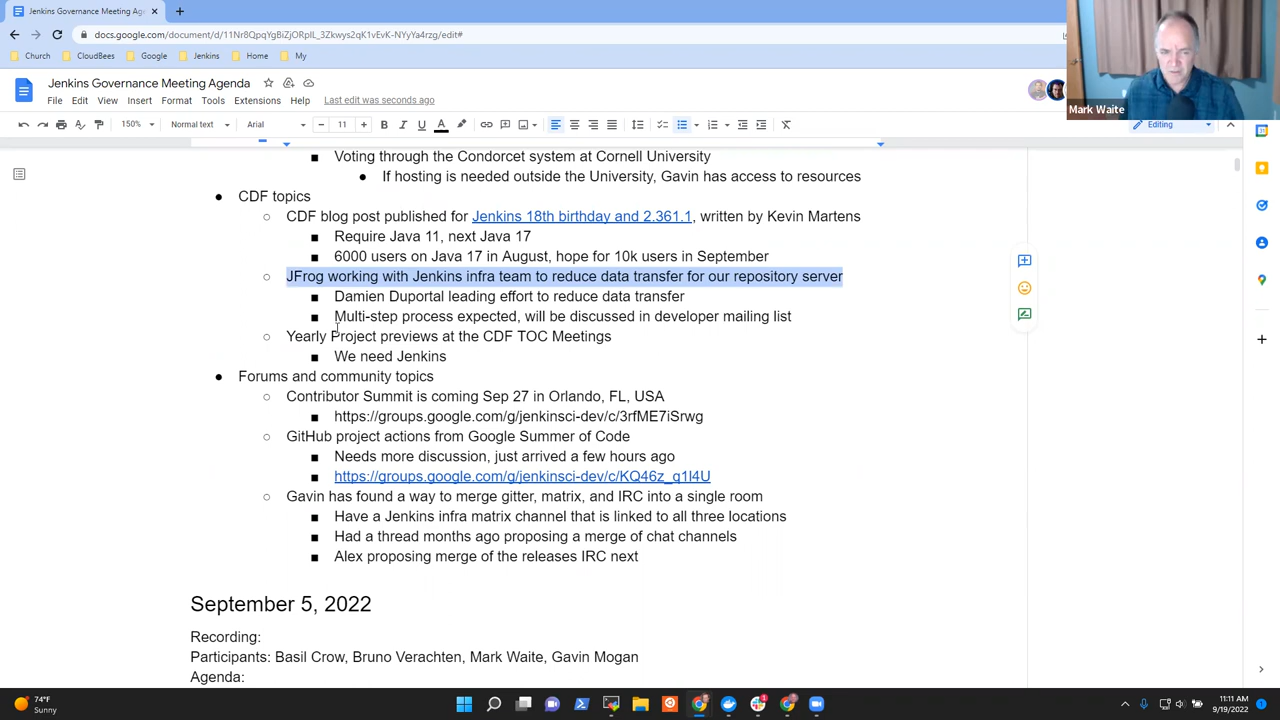 Jenkins Governance Meeting Age
docs.google.com/document/d/11Nr8QpqYgBiZjORpIL_3Zkwys2qK1vEvK-NYyYa4rzg/edit#
Church
CloudBees
Google
Jenkins
Home
My
Jenkins Governance Meeting Agenda
File Edit View Insert Format Tools Extensions Help Last edit was seconds ago
150% Normal text Arial 11
Editing
Mark Waite
Voting through the Condorcet system at Cornell University
If hosting is needed outside the University, Gavin has access to resources
CDF topics
CDF blog post published for Jenkins 18th birthday and 2.361.1, written by Kevin Martens
Require Java 11, next Java 17
6000 users on Java 17 in August, hope for 10k users in September
JFrog working with Jenkins infra team to reduce data transfer for our repository server
Damien Duportal leading effort to reduce data transfer
Multi-step process expected, will be discussed in developer mailing list
Yearly Project previews at the CDF TOC Meetings
We need Jenkins
Forums and community topics
Contributor Summit is coming Sep 27 in Orlando, FL, USA
https://groups.google.com/g/jenkinsci-dev/c/3rfME7iSrwg
GitHub project actions from Google Summer of Code
Needs more discussion, just arrived a few hours ago
https://groups.google.com/g/jenkinsci-dev/c/KQ46z_q1I4U
Gavin has found a way to merge gitter, matrix, and IRC into a single room
Have a Jenkins infra matrix channel that is linked to all three locations
Had a thread months ago proposing a merge of chat channels
Alex proposing merge of the releases IRC next
September 5, 2022
Recording:
Participants: Basil Crow, Bruno Verachten, Mark Waite, Gavin Mogan
Agenda:
74°F
Sunny
11:11 AM
9/19/2022